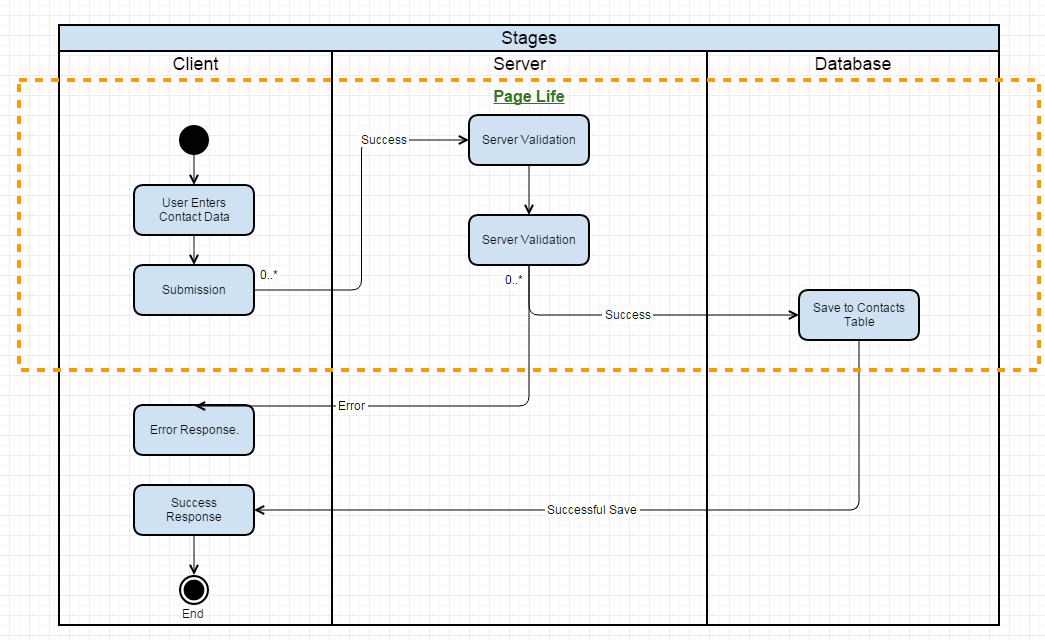 Stages
Client
Server
Database
Page Life
Success
Server Validation
User Enters
Contact Data
Server Validation
0..*
Submission
0..*
Success
Save to Contacts
Table
Error
Error Response.
Success
Response
Successful Save
End